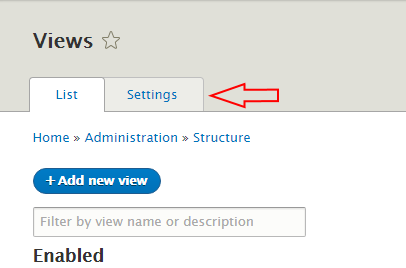 Views
List Settings
Home » Administration » Structure
+ Add new view
Filter by view name or description
Enabled